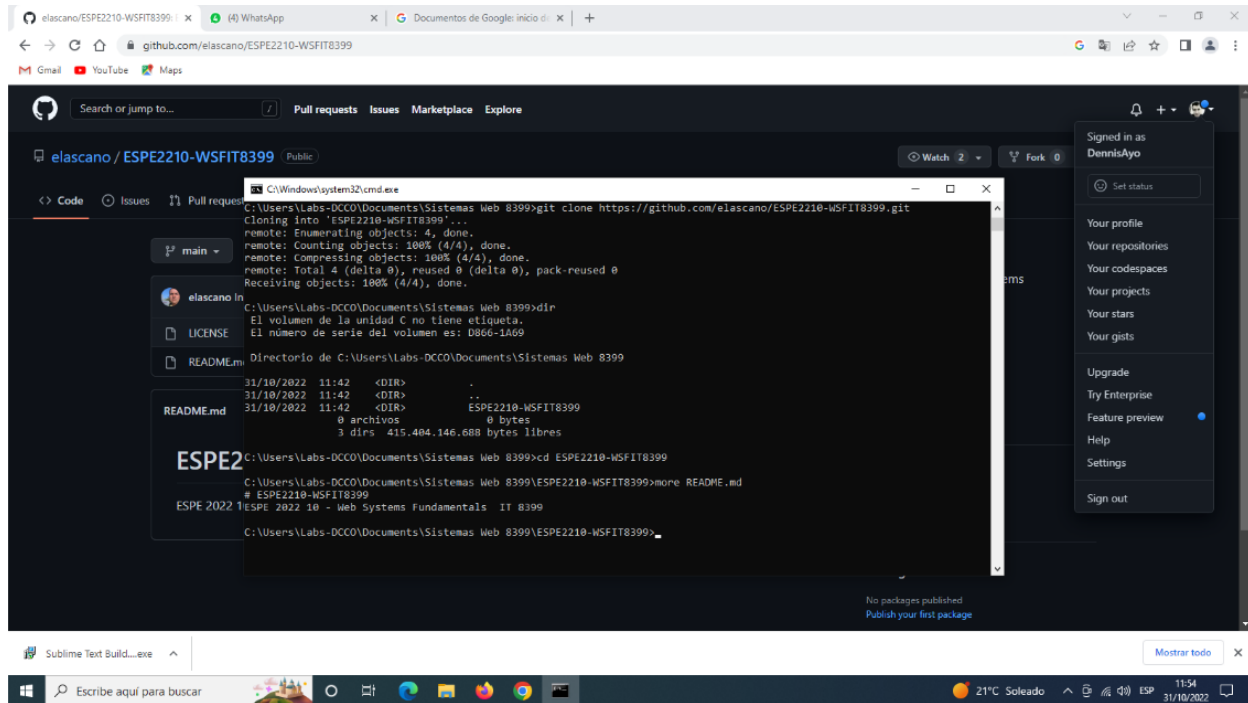 elascano/ESPE2210-WSFIT8399: I
(4) WhatsApp
Documentos de Google: inicio de
github.com/elascano/ESPE2210-WSFIT8399
Gmail YouTube Maps
Search or jump to... /
Pull requests Issues Marketplace Explore
elascano / ESPE2210-WSFIT8399 Public
Watch 2 Fork 0
Code Issues Pull request
main
elascano In
LICENSE
README.m
README.md
ESPE2
ESPE 2022 1
C:\Windows\system32\cmd.exe
C:\Users\Labs-DCCO\Documents\Sistemas Web 8399>git clone https://github.com/elascano/ESPE2210-WSFIT8399.git
Cloning into 'ESPE2210-WSFIT8399'...
remote: Enumerating objects: 4, done.
remote: Counting objects: 100% (4/4), done.
remote: Compressing objects: 100% (4/4), done.
remote: Total 4 (delta 0), reused 0 (delta 0), pack-reused 0
Receiving objects: 100% (4/4), done.
C:\Users\Labs-DCCO\Documents\Sistemas Web 8399>dir
El volumen de la unidad C no tiene etiqueta.
El número de serie del volumen es: D866-1A69
Directorio de C:\Users\Labs-DCCO\Documents\Sistemas Web 8399
31/10/2022 11:42 <DIR> .
31/10/2022 11:42 <DIR> ..
31/10/2022 11:42 <DIR> ESPE2210-WSFIT8399
0 archivos 0 bytes
3 dirs 415.404.146.688 bytes libres
C:\Users\Labs-DCCO\Documents\Sistemas Web 8399>cd ESPE2210-WSFIT8399
C:\Users\Labs-DCCO\Documents\Sistemas Web 8399\ESPE2210-WSFIT8399>more README.md
# ESPE2210-WSFIT8399
ESPE 2022 10 - Web Systems Fundamentals IT 8399
C:\Users\Labs-DCCO\Documents\Sistemas Web 8399\ESPE2210-WSFIT8399>
ems
No packages published
Publish your first package
Signed in as
DennisAyo
Set status
Your profile
Your repositories
Your codespaces
Your projects
Your stars
Your gists
Upgrade
Try Enterprise
Feature preview
Help
Settings
Sign out
Sublime Text Build....exe
Mostrar todo
Escribe aquí para buscar
21°C Soleado
ESP
11:54
31/10/2022